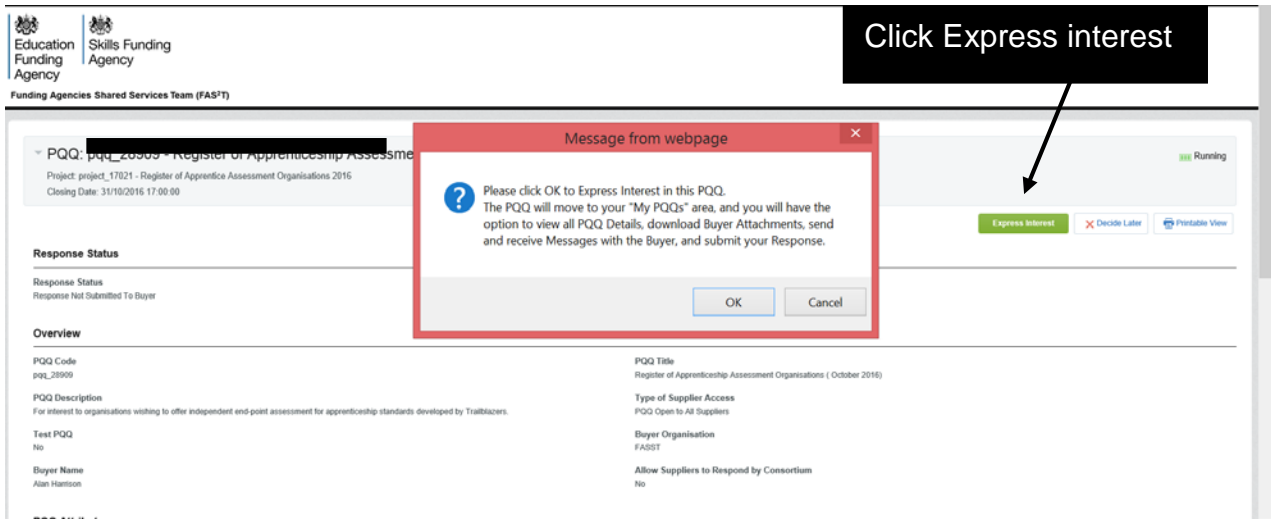 Click Express interest
Education
Funding
Agency
Skills Funding
Agency
Funding Agencies Shared Services Team (FAS²T)
Message from webpage
Please click OK to Express Interest in this PQQ.
The PQQ will move to your "My PQQs" area, and you will have the
option to view all PQQ Details, download Buyer Attachments, send
and receive Messages with the Buyer, and submit your Response.
OK Cancel
PQQ: pqq_28909 - Register of Apprenticeship Assessme
Project: project_17021 - Register of Apprentice Assessment Organisations 2016
Closing Date: 31/10/2016 17:00:00
Running
Express Interest Decide Later Printable View
Response Status
Response Status
Response Not Submitted To Buyer
Overview
PQQ Code
pqq_28909
PQQ Title
Register of Apprenticeship Assessment Organisations ( October 2016)
PQQ Description
For interest to organisations wishing to offer independent end-point assessment for apprenticeship standards developed by Trailblazers.
Type of Supplier Access
PQQ Open to All Suppliers
Test PQQ
No
Buyer Organisation
FASST
Buyer Name
Alan Harrison
Allow Suppliers to Respond by Consortium
No